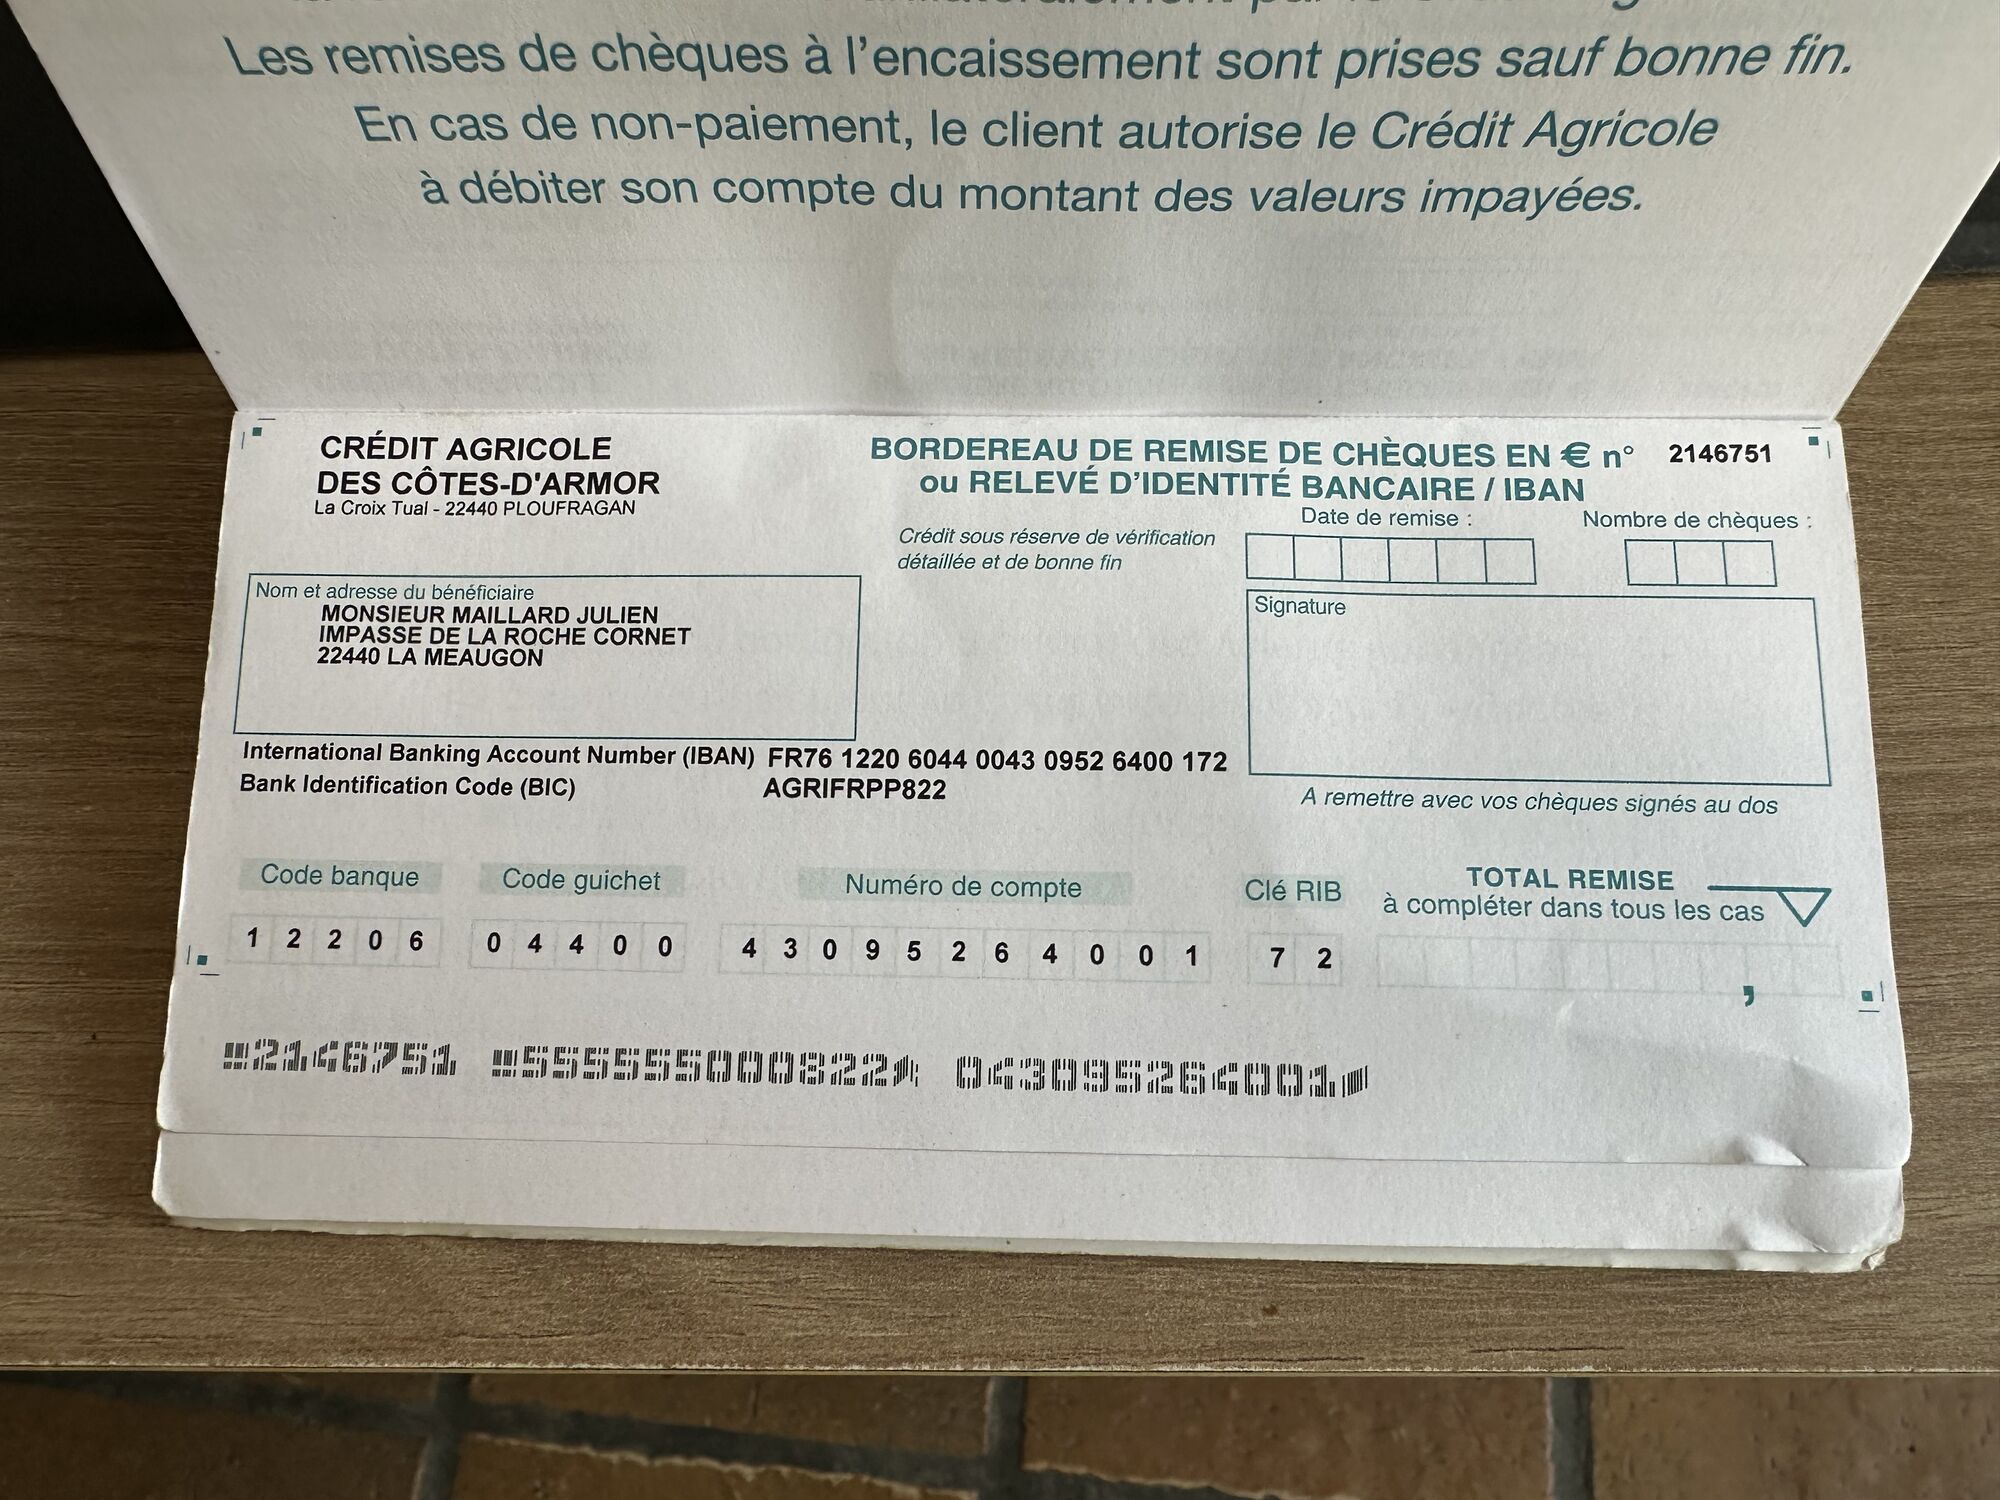 Les remises de chèques à l'encaissement sont prises sauf bonne fin.
En cas de non-paiement, le client autorise le Crédit Agricole
à débiter son compte du montant des valeurs impayées.
CRÉDIT AGRICOLE
DES CÔTES-D'ARMOR
La Croix Tual - 22440 PLOUFRAGAN
BORDEREAU DE REMISE DE CHÈQUES EN € n° 2146751
ou RELEVÉ D'IDENTITÉ BANCAIRE / IBAN
Crédit sous réserve de vérification
détaillée et de bonne fin
Date de remise :
Nombre de chèques :
Nom et adresse du bénéficiaire
MONSIEUR MAILLARD JULIEN
IMPASSE DE LA ROCHE CORNET
22440 LA MEAUGON
Signature
International Banking Account Number (IBAN) FR76 1220 6044 0043 0952 6400 172
Bank Identification Code (BIC) AGRIFRPP822
A remettre avec vos chèques signés au dos
Code banque Code guichet Numéro de compte Clé RIB
TOTAL REMISE
à compléter dans tous les cas
1 2 2 0 6 0 4 4 0 0 4 3 0 9 5 2 6 4 0 0 1 7 2
,
2146751 555555000822 043095264001